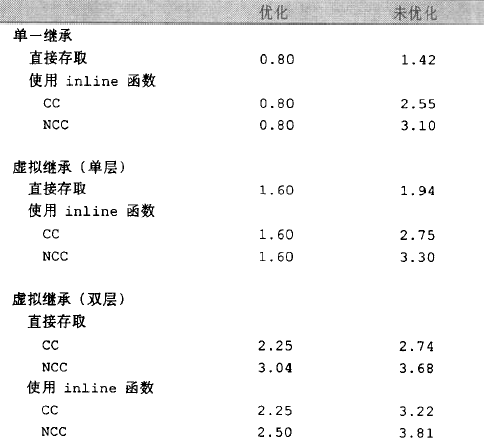 优化 未优化
单一继承
直接存取 0.80 1.42
使用 inline 函数
CC 0.80 2.55
NCC 0.80 3.10
虚拟继承（单层）
直接存取 1.60 1.94
使用 inline 函数
CC 1.60 2.75
NCC 1.60 3.30
虚拟继承（双层）
直接存取
CC 2.25 2.74
NCC 3.04 3.68
使用 inline 函数
CC 2.25 3.22
NCC 2.50 3.81